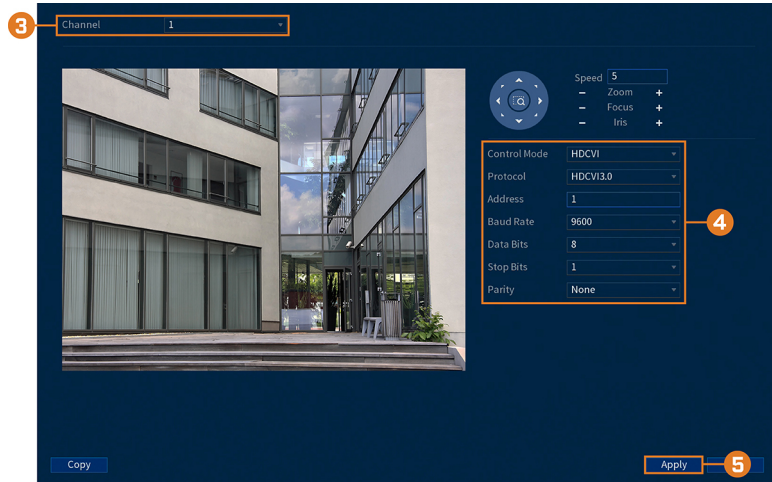 3
Channel 1
Speed 5
- Zoom +
- Focus +
- Iris +
Control Mode HDCVI
Protocol HDCVI3.0
Address 1
Baud Rate 9600
4
Data Bits 8
Stop Bits 1
Parity None
Copy
Apply
5